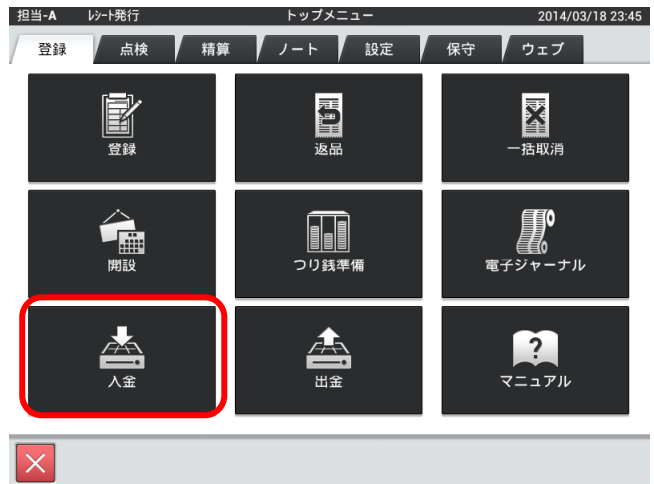 担当-A ﾚｼｰﾄ発行 トップメニュー 2014/03/18 23:45
登録 点検 精算 ノート 設定 保守 ウェブ
登録 返品 一括取消
開設 つり銭準備 電子ジャーナル
入金 出金 ?
マニュアル